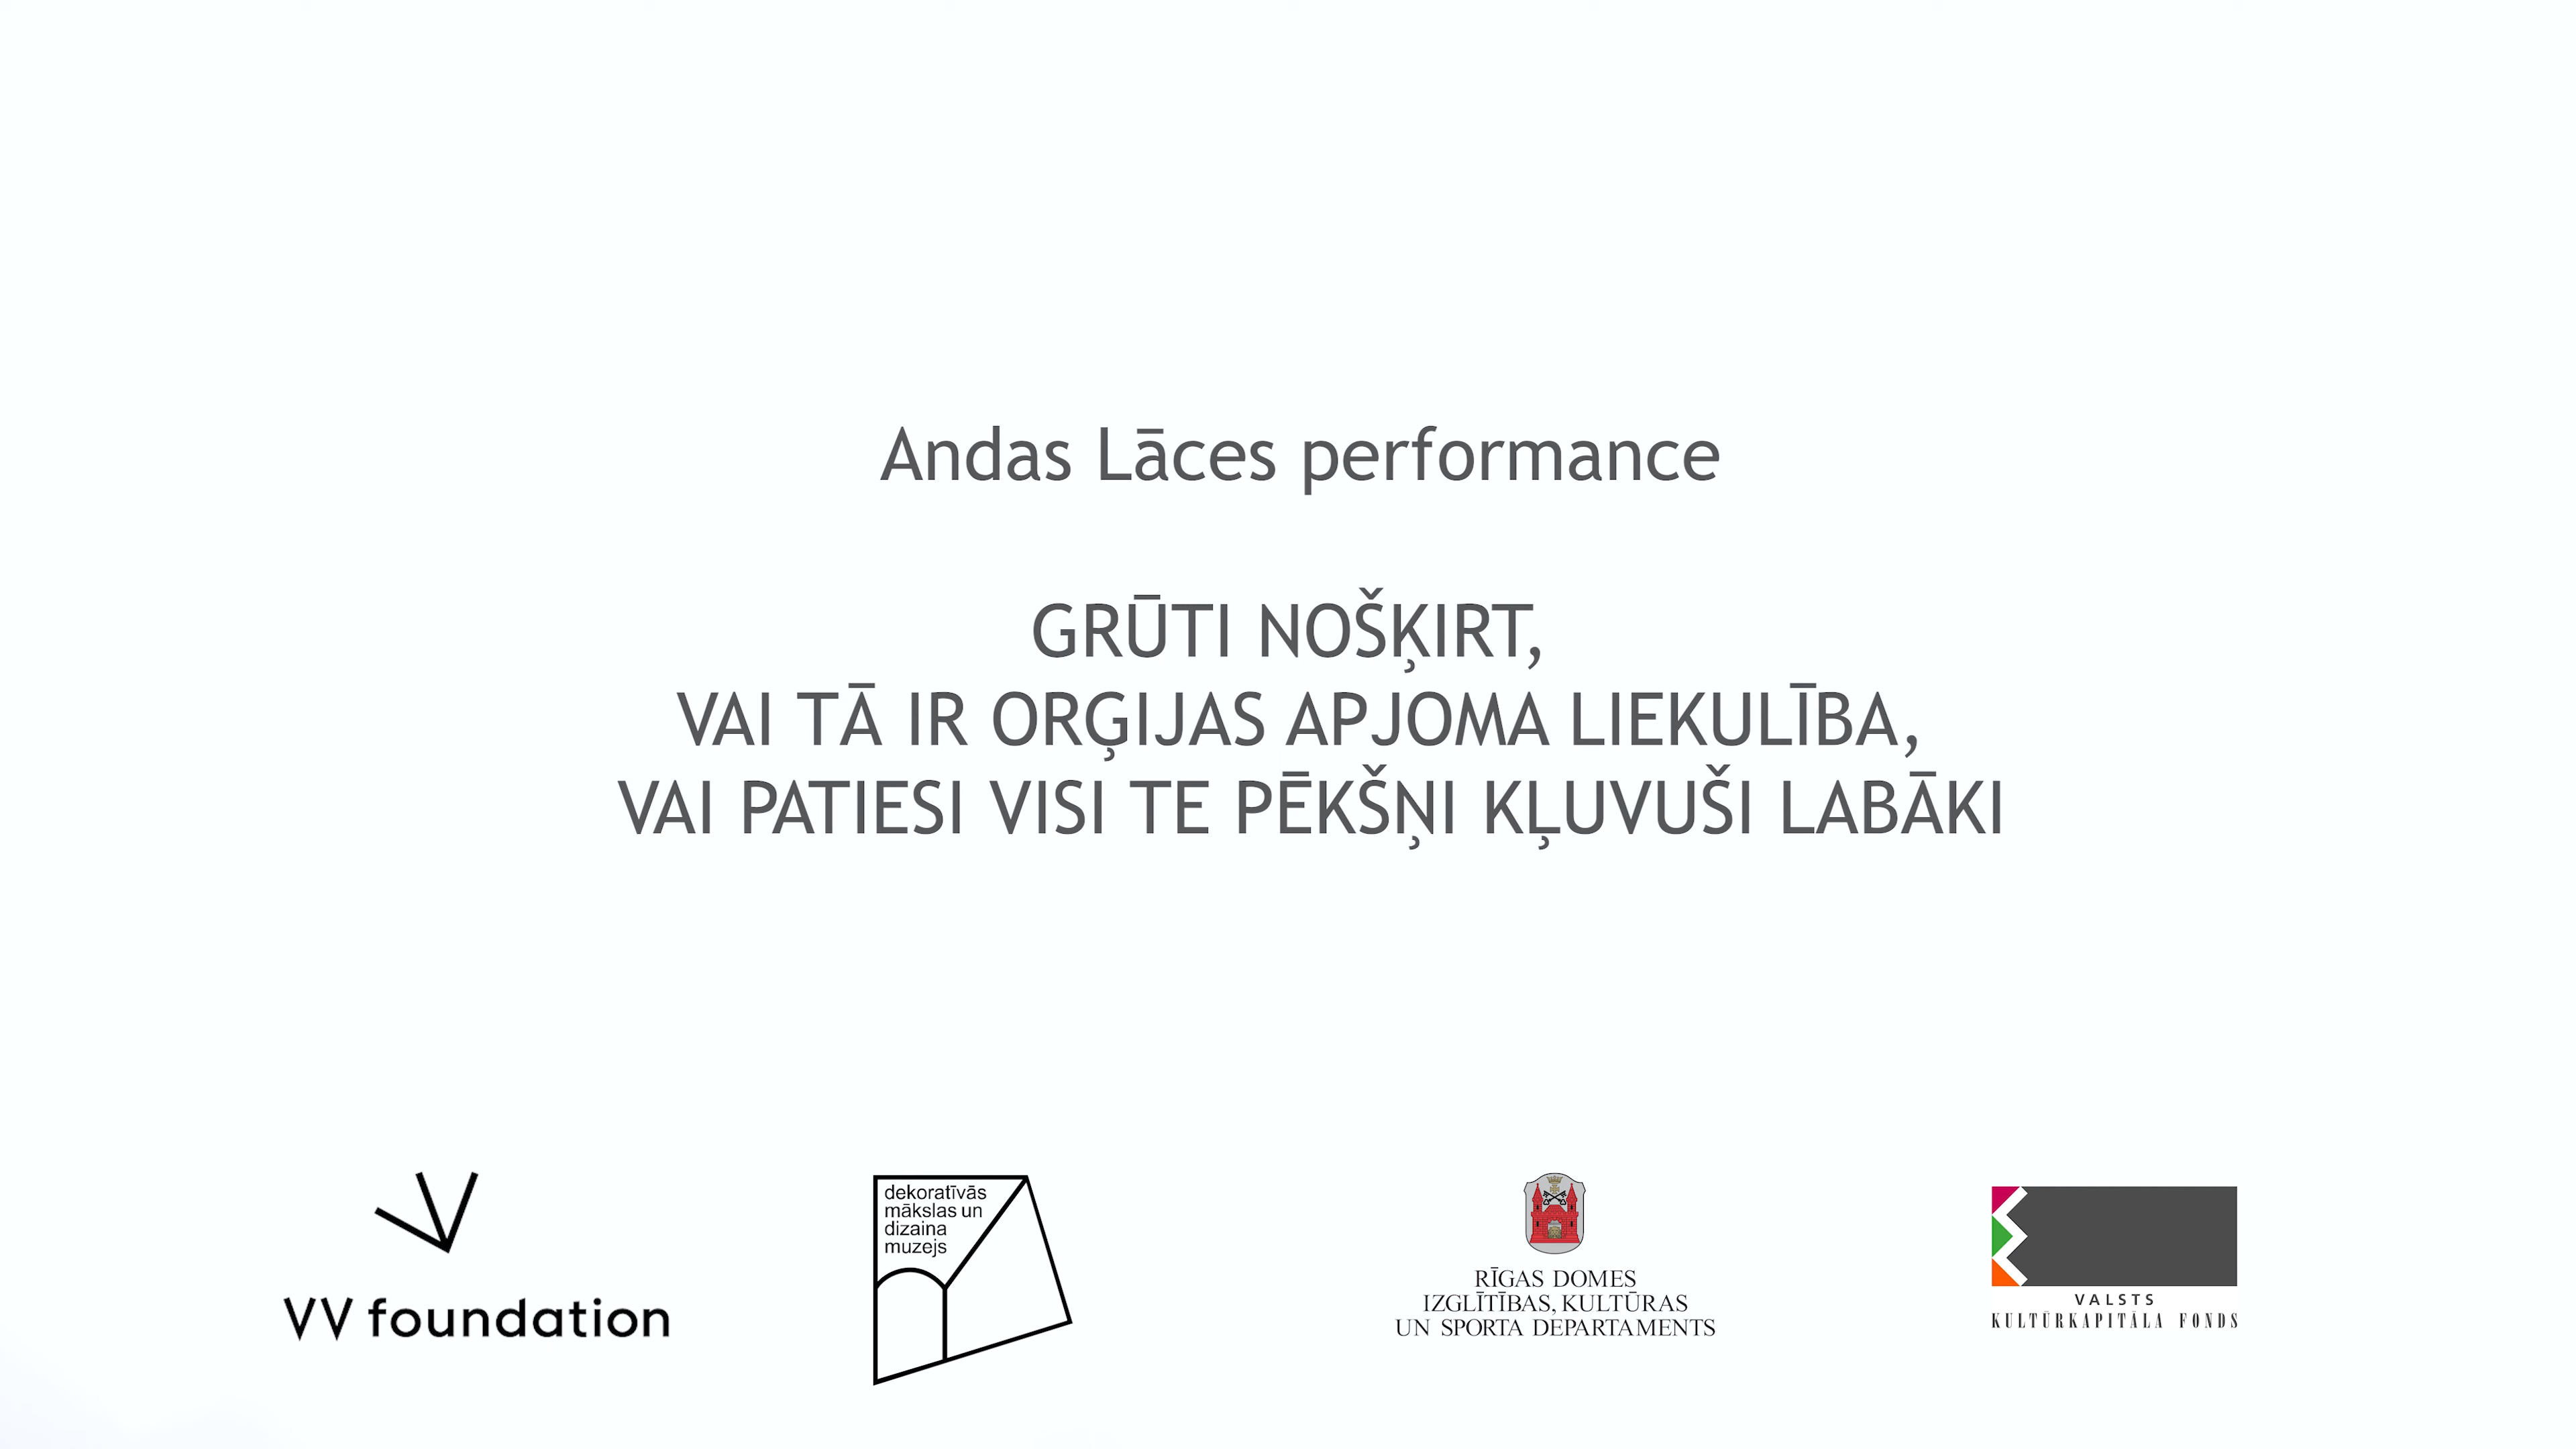 Andas Lāces performance
GRŪTI NOŠĶIRT,
VAI TĀ IR ORĢIJAS APJOMA LIEKULĪBA,
VAI PATIESI VISI TE PĒKŠŅI KĻUVUŠI LABĀKI
VV foundation
dekoratīvās
mākslas un
dizaina
muzejs
RĪGAS DOMES
IZGLĪTĪBAS, KULTŪRAS
UN SPORTA DEPARTAMENTS
VALSTS
KULTŪRKAPITĀLA FONDS